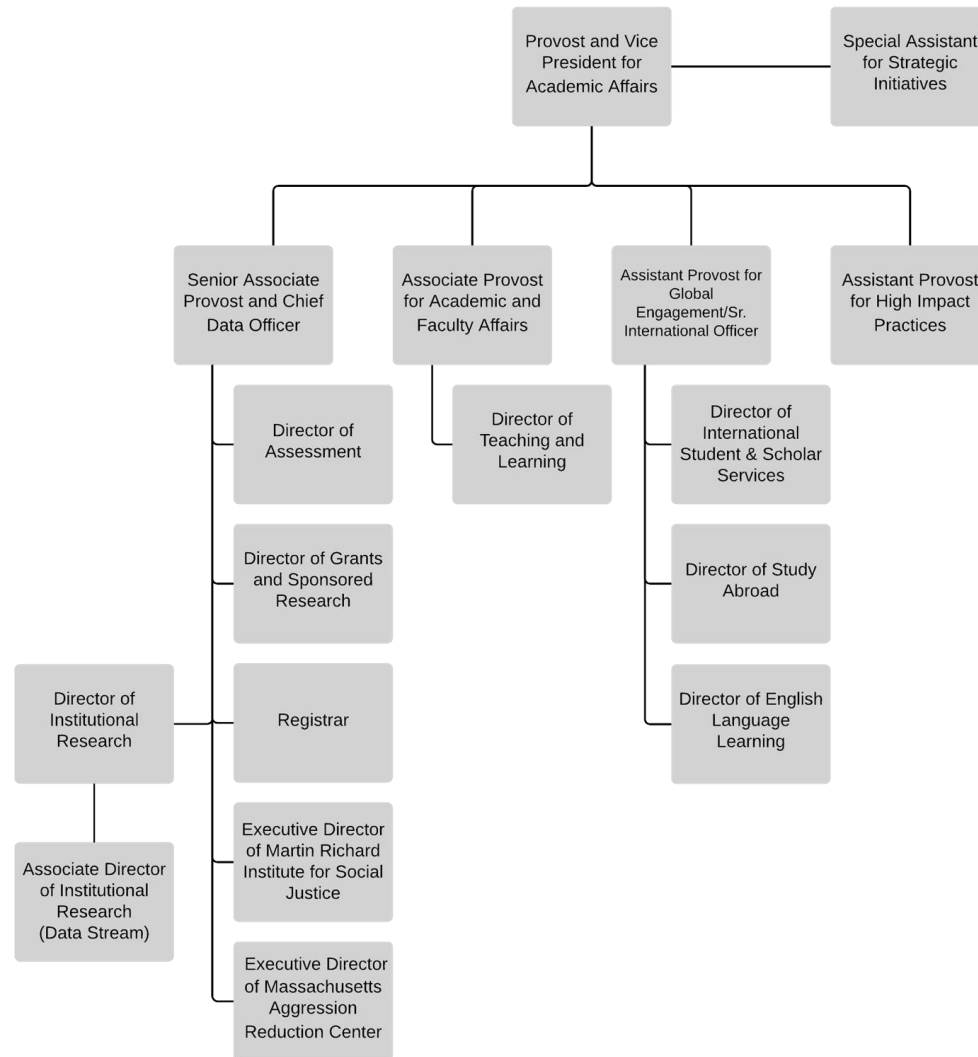 Provost and Vice
President for
Academic Affairs
Special Assistant
for Strategic
Initiatives
Senior Associate
Provost and Chief
Data Officer
Associate Provost
for Academic and
Faculty Affairs
Assistant Provost for
Global
Engagement/Sr.
International Officer
Assistant Provost
for High Impact
Practices
Director of
Assessment
Director of
Teaching and
Learning
Director of
International
Student & Scholar
Services
Director of Grants
and Sponsored
Research
Director of Study
Abroad
Director of
Institutional
Research
Registrar
Director of English
Language
Learning
Executive Director
of Martin Richard
Institute for Social
Justice
Associate Director
of Institutional
Research
(Data Stream)
Executive Director
of Massachusetts
Aggression
Reduction Center